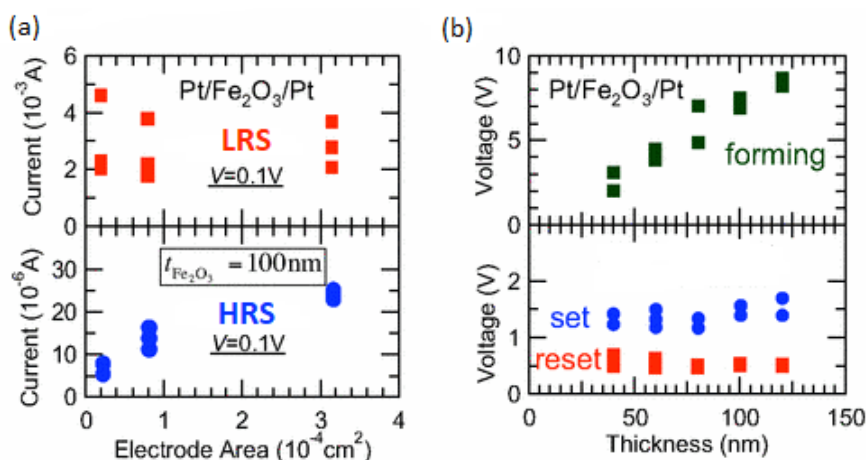 (a)
Current (10⁻³A)
6
4
2
0
Pt/Fe₂O₃/Pt
LRS
V=0.1V
Current (10⁻⁶A)
30
20
10
0
t_Fe₂O₃ = 100nm
HRS
V=0.1V
0 1 2 3 4
Electrode Area (10⁻⁴cm²)
(b)
Voltage (V)
10
5
0
Pt/Fe₂O₃/Pt
forming
Voltage (V)
2
1
0
set
reset
0 50 100 150
Thickness (nm)